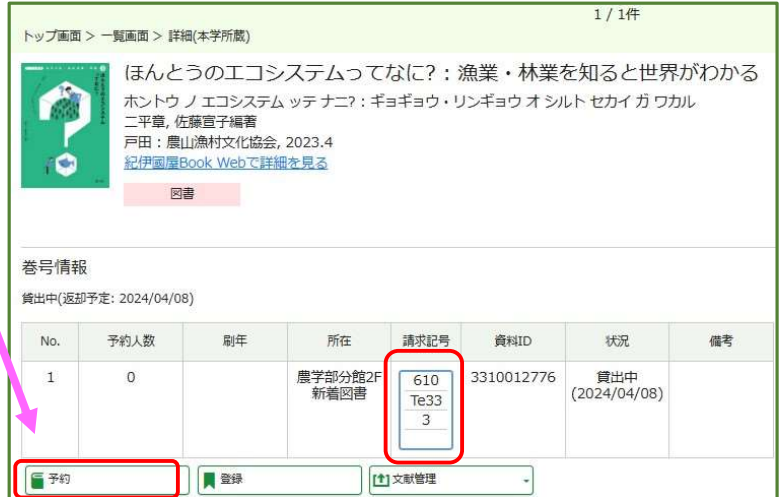 1 / 1件
トップ画面 > 一覧画面 > 詳細(本学所蔵)
ほんとうのエコシステムってなに?：漁業・林業を知ると世界がわかる
ホントウ ノ エコシステム ッテ ナニ?：ギョギョウ・リンギョウ オ シルト セカイ ガ ワカル
二平章, 佐藤宣子編著
戸田：農山漁村文化協会, 2023.4
紀伊國屋Book Webで詳細を見る
図書
巻号情報
貸出中(返却予定: 2024/04/08)
No. 予約人数 刷年 所在 請求記号 資料ID 状況 備考
1 0 農学部分館2F 610 3310012776 貸出中
新着図書 Te33 (2024/04/08)
3
予約 登録 文献管理